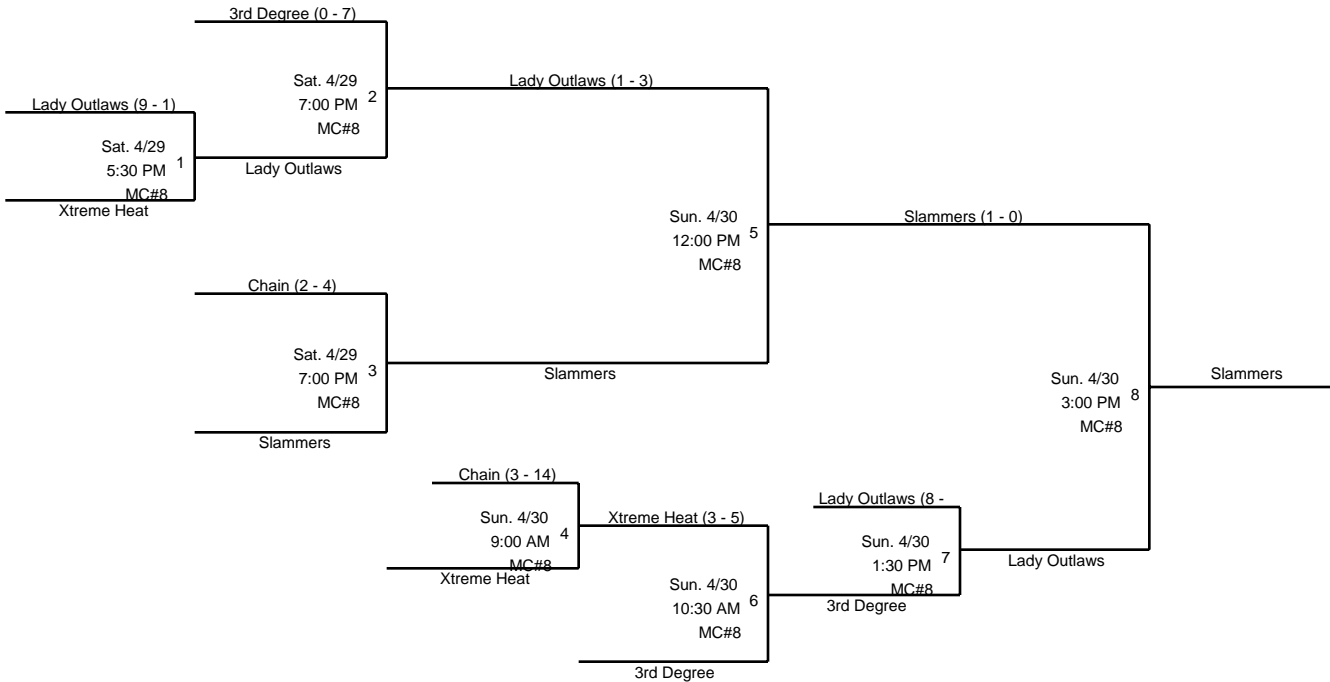 3rd Degree (0 - 7)
Sat. 4/29
7:00 PM 2
MC#8
Lady Outlaws (1 - 3)
Lady Outlaws (9 - 1)
Sat. 4/29
5:30 PM 1
MC#8
Lady Outlaws
Xtreme Heat
Sun. 4/30
12:00 PM 5
MC#8
Slammers (1 - 0)
Chain (2 - 4)
Sat. 4/29
7:00 PM 3
MC#8
Slammers
Slammers
Sun. 4/30
3:00 PM 8
MC#8
Slammers
Chain (3 - 14)
Sun. 4/30
9:00 AM 4
MC#8
Xtreme Heat
Xtreme Heat (3 - 5)
Sun. 4/30
10:30 AM 6
MC#8
3rd Degree
Lady Outlaws (8 -
Sun. 4/30
1:30 PM 7
MC#8
3rd Degree
Lady Outlaws